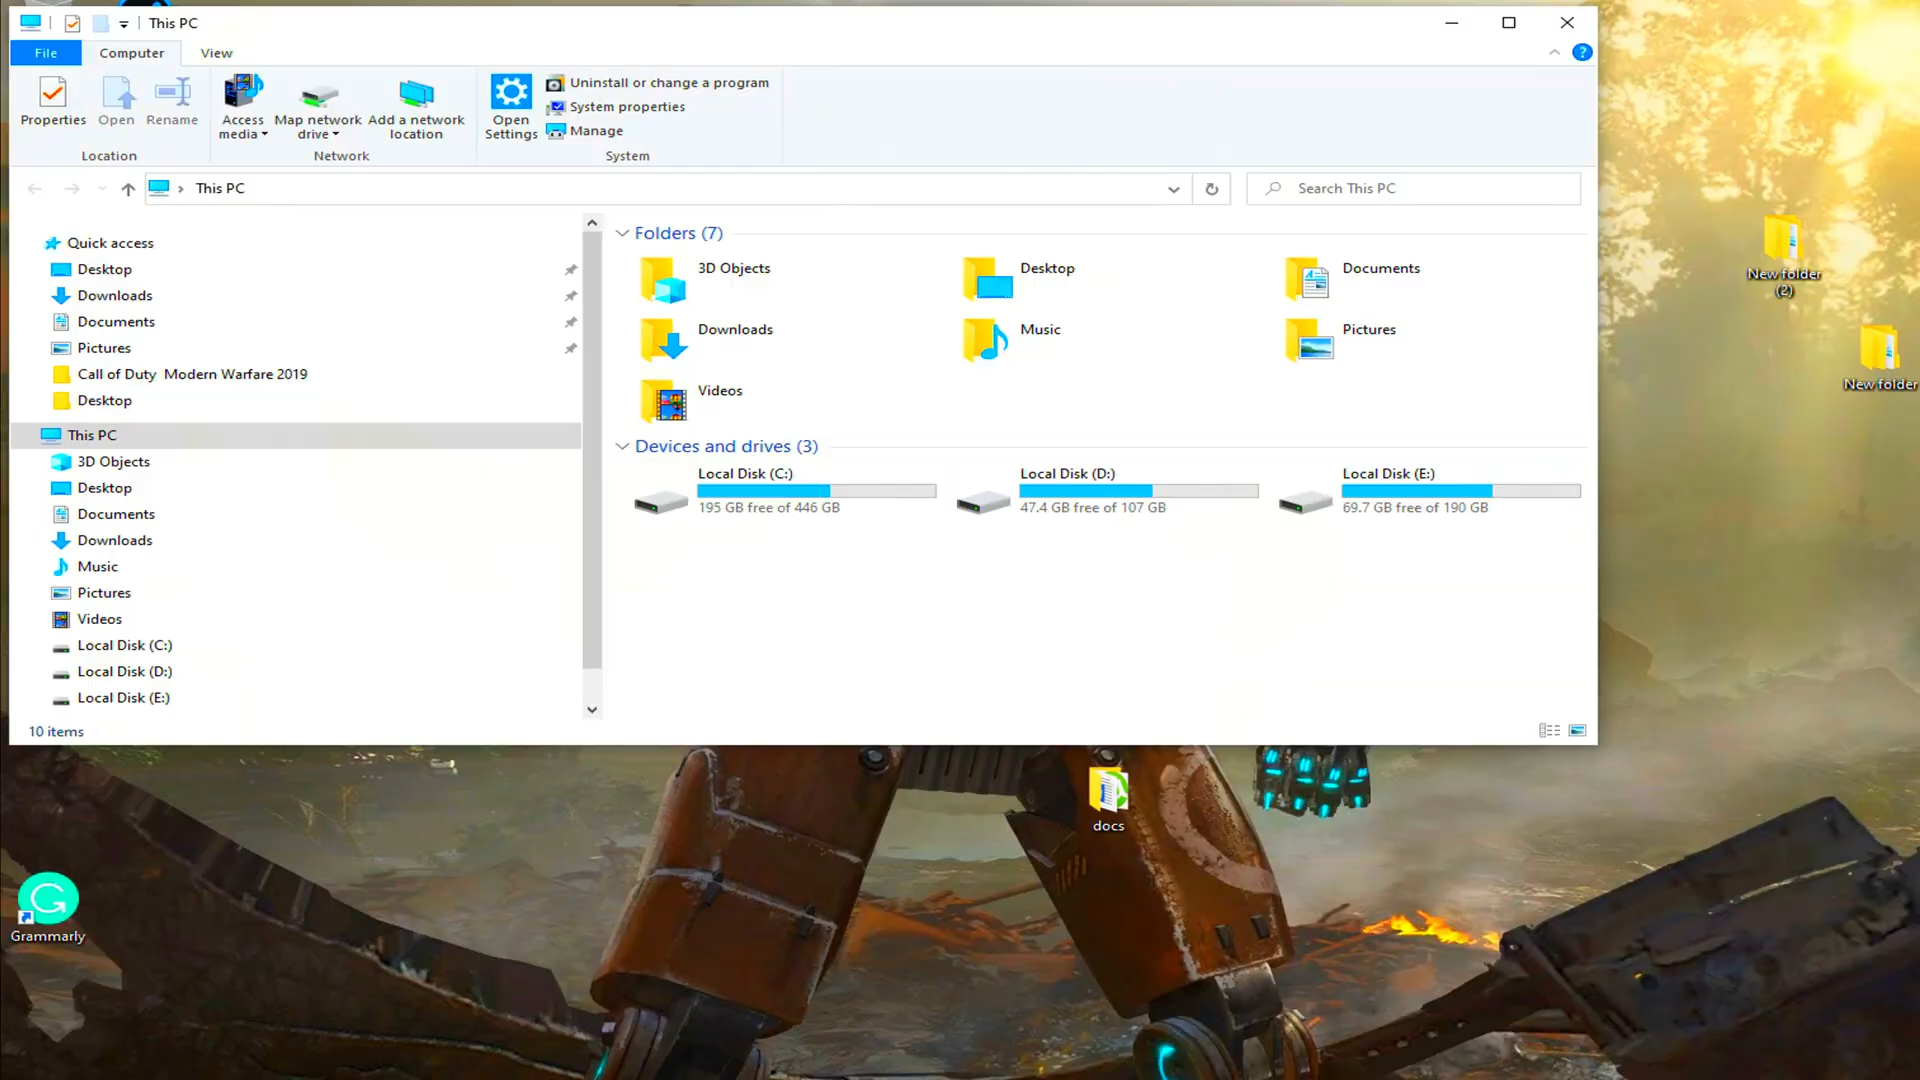 This PC
File Computer View
Properties Open Rename Access media Map network drive Add a network location Open Settings
Uninstall or change a program
System properties
Manage
Location Network System
This PC
Search This PC
Quick access
Desktop
Downloads
Documents
Pictures
Call of Duty  Modern Warfare 2019
Desktop
This PC
3D Objects
Desktop
Documents
Downloads
Music
Pictures
Videos
Local Disk (C:)
Local Disk (D:)
Local Disk (E:)
Folders (7)
3D Objects Desktop Documents
Downloads Music Pictures
Videos
Devices and drives (3)
Local Disk (C:) Local Disk (D:) Local Disk (E:)
195 GB free of 446 GB 47.4 GB free of 107 GB 69.7 GB free of 190 GB
10 items
New folder
(2)
New folder
docs
Grammarly